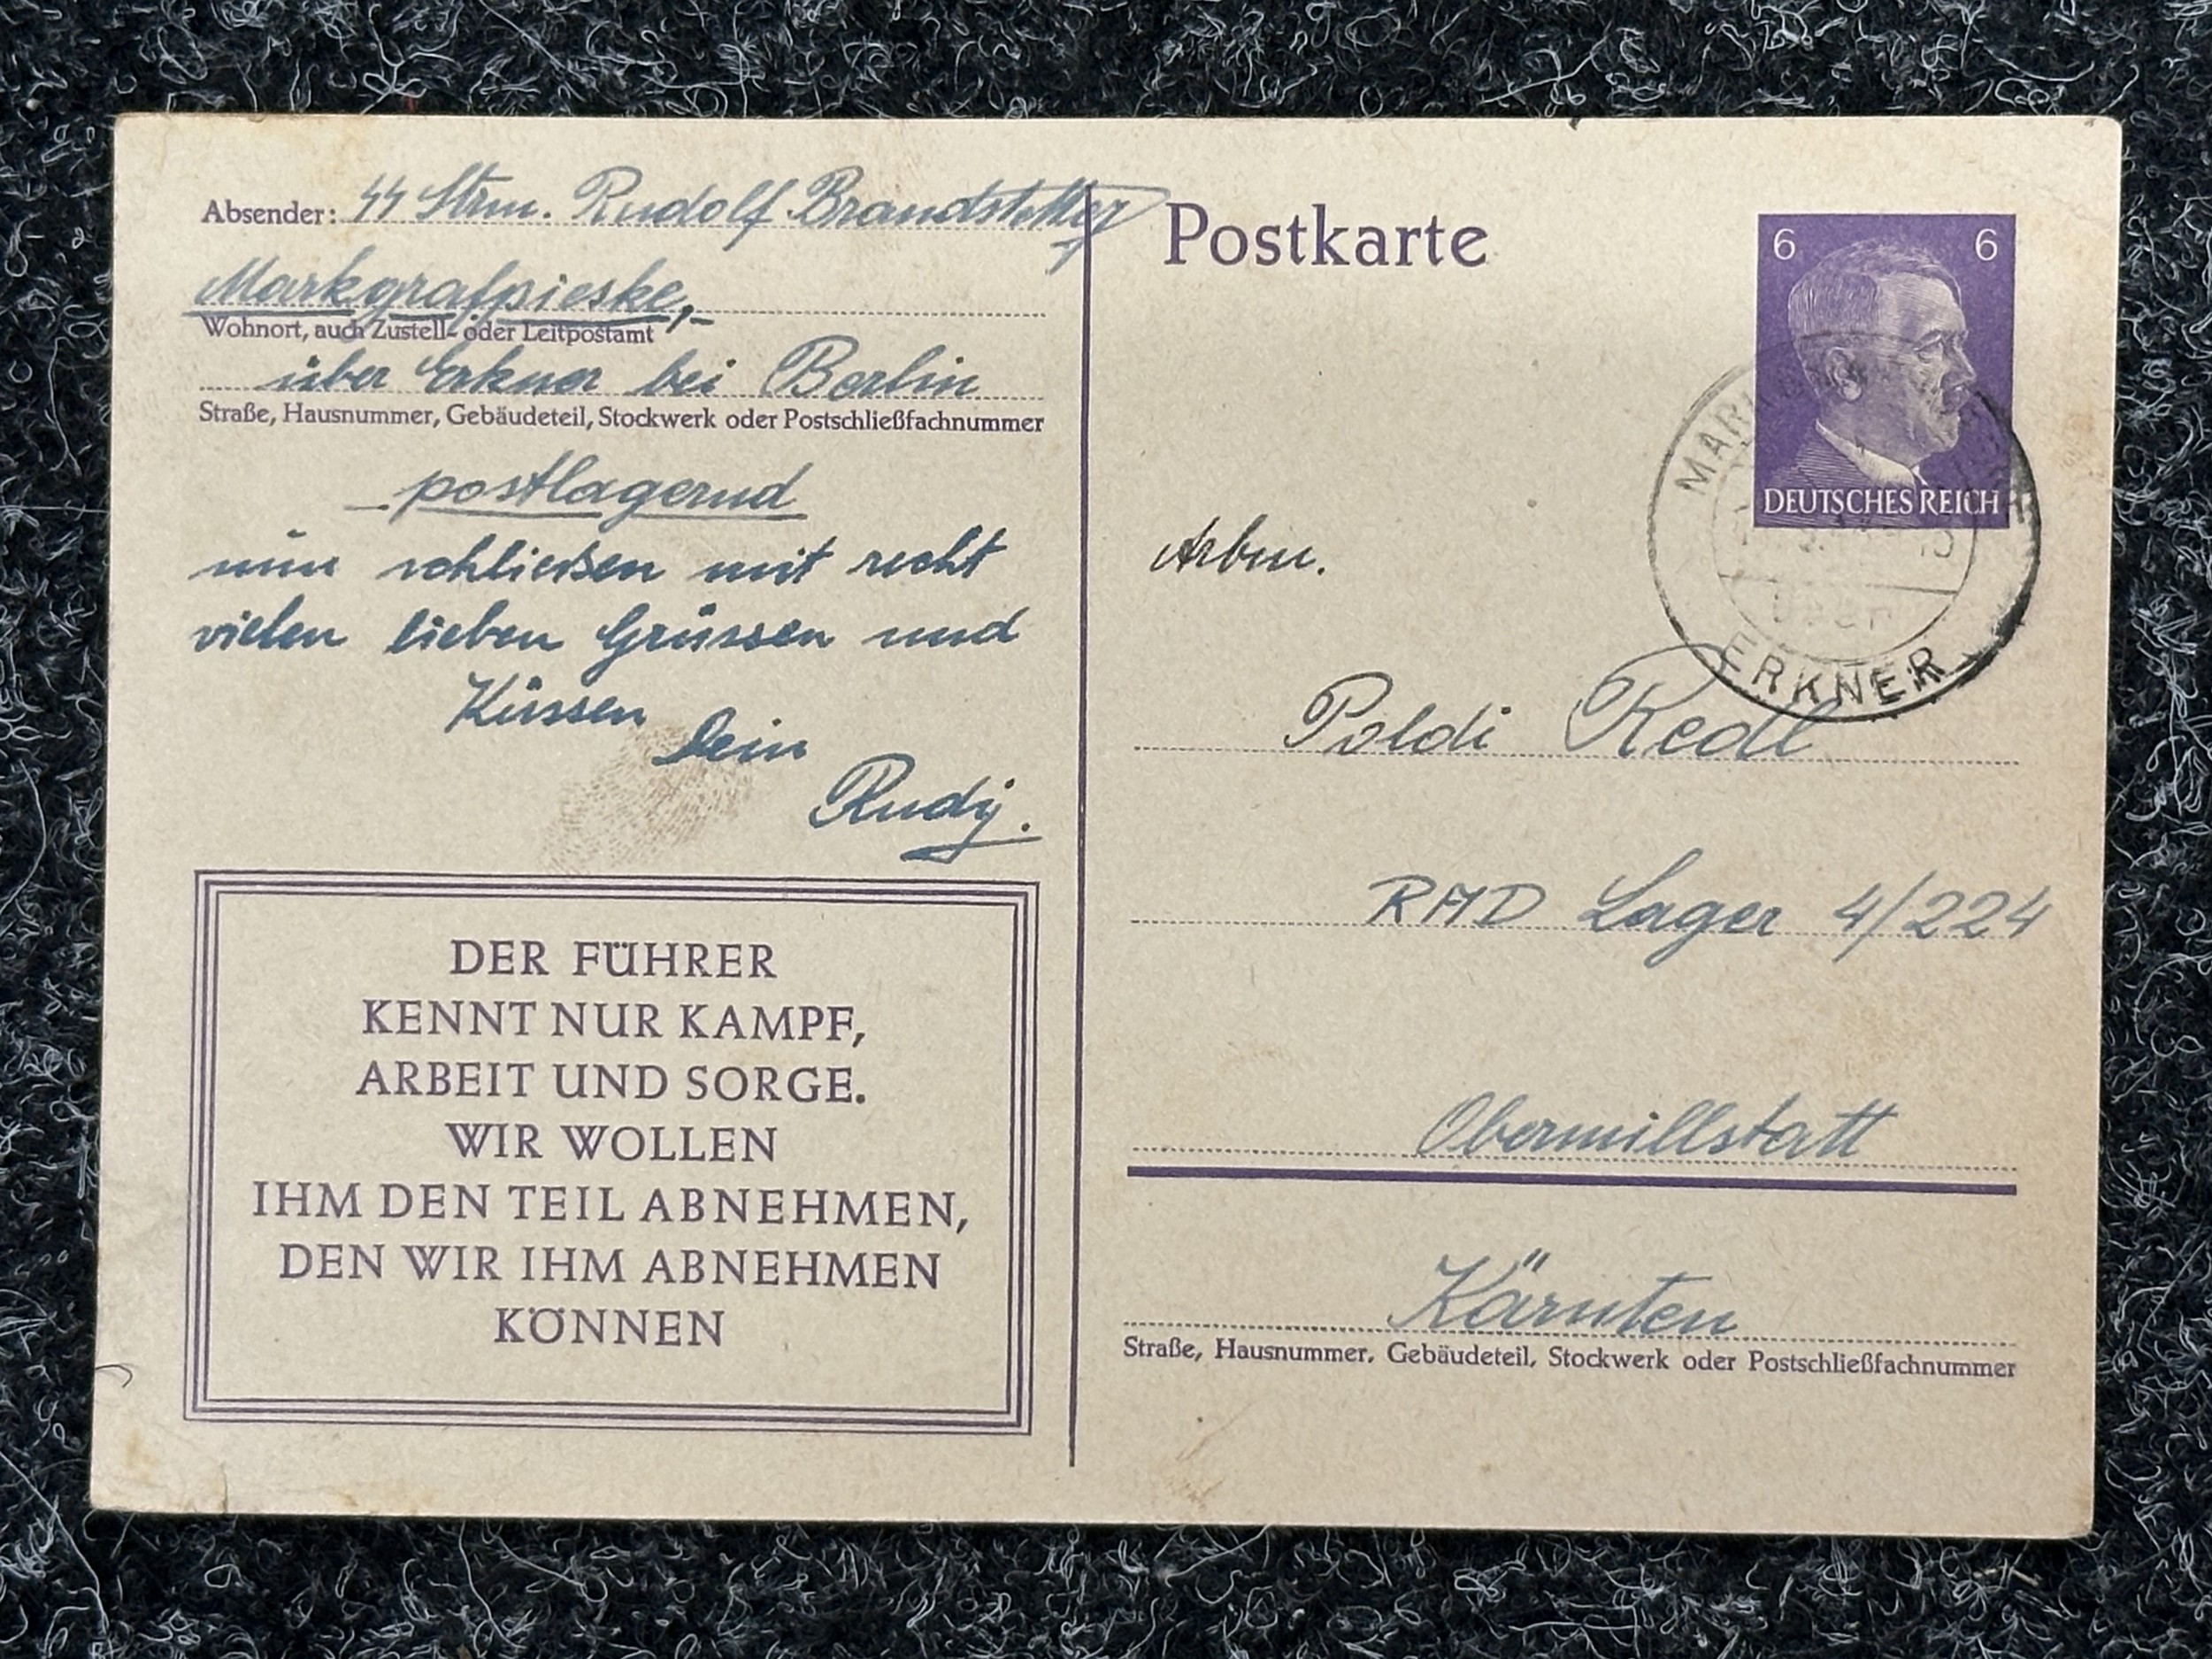 Absender: SS Strm. Rudolf Brandstetter
Markgrafpieske,-
Wohnort, auch Zustell- oder Leitpostamt
über Erkner bei Berlin
Straße, Hausnummer, Gebäudeteil, Stockwerk oder Postschließfachnummer
postlagernd
nun schließen mit recht
vielen lieben Grüssen und
Küssen
Dein
Rudij.
DER FÜHRER
KENNT NUR KAMPF,
ARBEIT UND SORGE.
WIR WOLLEN
IHM DEN TEIL ABNEHMEN,
DEN WIR IHM ABNEHMEN
KÖNNEN
Postkarte
6 6
DEUTSCHES REICH
über
ERKNER
Arbm.
Poldi Redl
RAD Lager 4/224
Obermillstatt
Kärnten
Straße, Hausnummer, Gebäudeteil, Stockwerk oder Postschließfachnummer